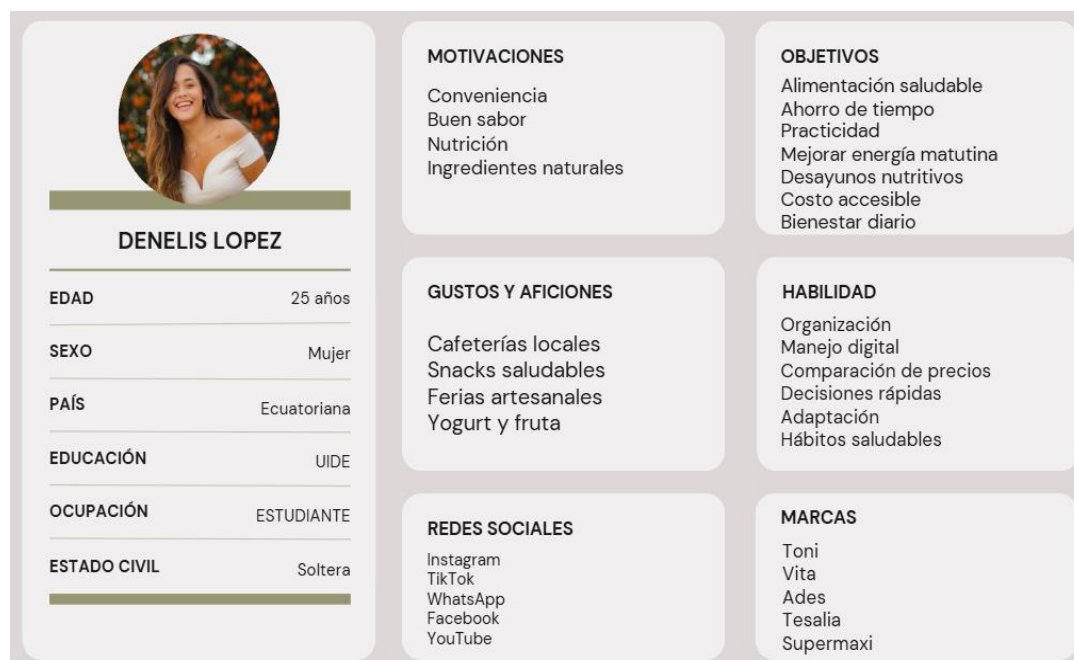 DENELIS LOPEZ
EDAD 25 años
SEXO Mujer
PAÍS Ecuatoriana
EDUCACIÓN UIDE
OCUPACIÓN ESTUDIANTE
ESTADO CIVIL Soltera
MOTIVACIONES
Conveniencia
Buen sabor
Nutrición
Ingredientes naturales
OBJETIVOS
Alimentación saludable
Ahorro de tiempo
Practicidad
Mejorar energía matutina
Desayunos nutritivos
Costo accesible
Bienestar diario
GUSTOS Y AFICIONES
Cafeterías locales
Snacks saludables
Ferias artesanales
Yogurt y fruta
HABILIDAD
Organización
Manejo digital
Comparación de precios
Decisiones rápidas
Adaptación
Hábitos saludables
REDES SOCIALES
Instagram
TikTok
WhatsApp
Facebook
YouTube
MARCAS
Toni
Vita
Ades
Tesalia
Supermaxi